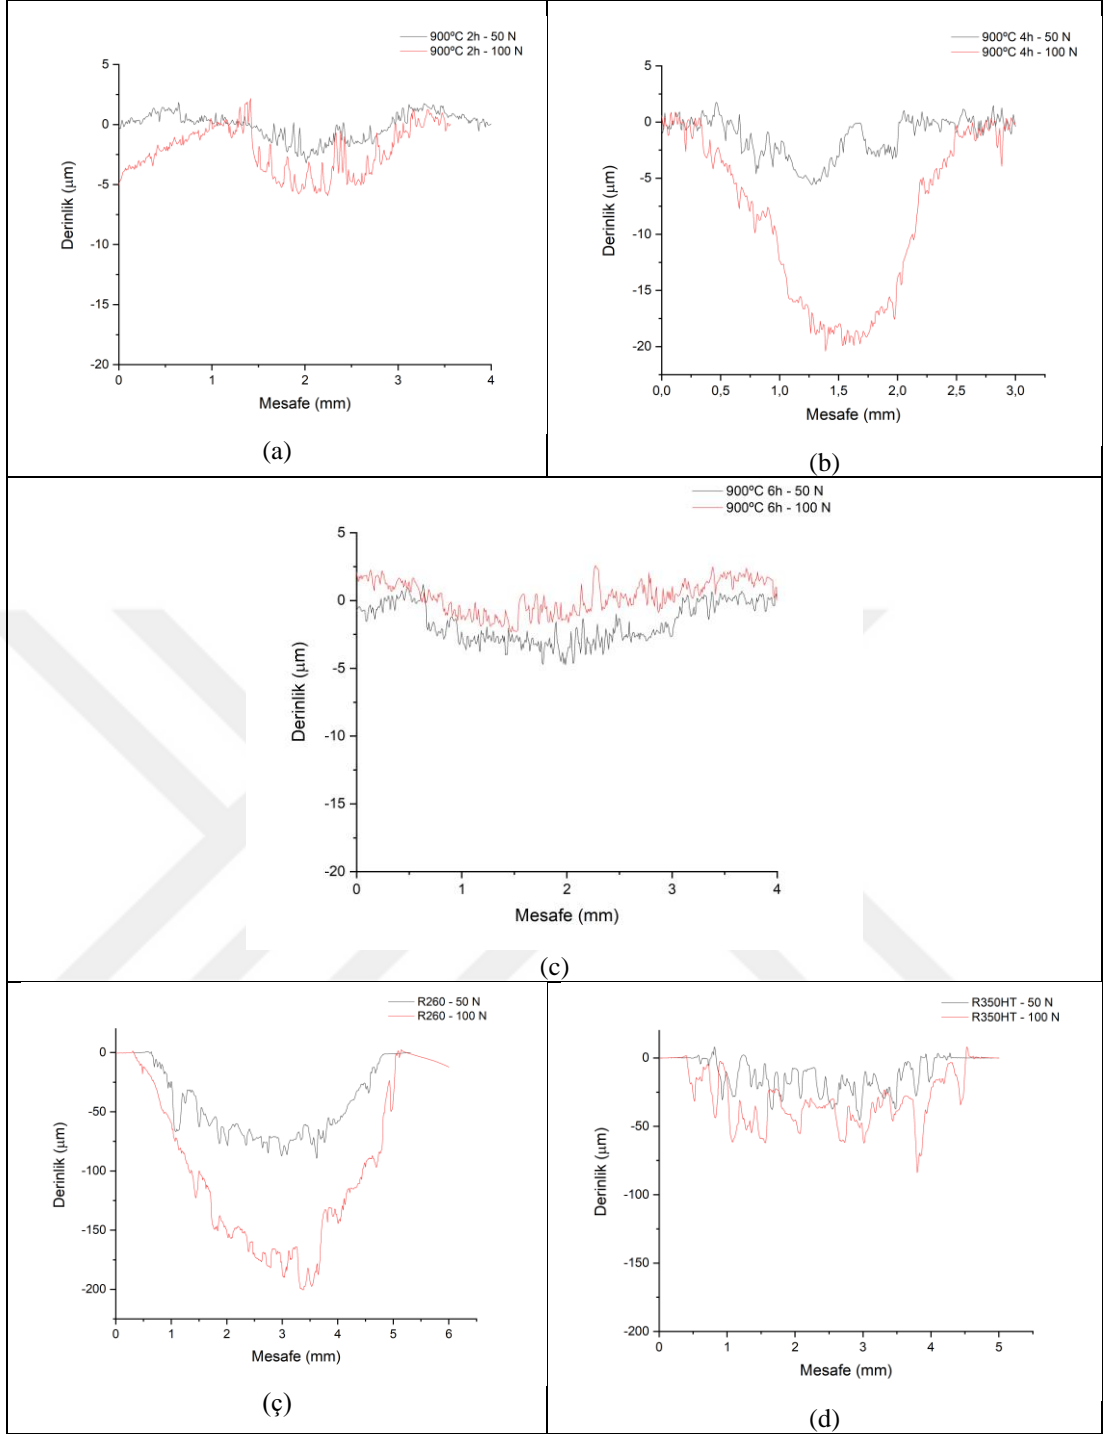 900ºC 2h - 50 N
900ºC 2h - 100 N
5
0
-5
-10
-15
-20
Derinlik (μm)
0 1 2 3 4
Mesafe (mm)
(a)
900ºC 4h - 50 N
900ºC 4h - 100 N
5
0
-5
-10
-15
-20
Derinlik (μm)
0,0 0,5 1,0 1,5 2,0 2,5 3,0
Mesafe (mm)
(b)
900ºC 6h - 50 N
900ºC 6h - 100 N
5
0
-5
-10
-15
-20
Derinlik (μm)
0 1 2 3 4
Mesafe (mm)
(c)
R260 - 50 N
R260 - 100 N
0
-50
-100
-150
-200
Derinlik (μm)
0 1 2 3 4 5 6
Mesafe (mm)
(ç)
R350HT - 50 N
R350HT - 100 N
0
-50
-100
-150
-200
Derinlik (μm)
0 1 2 3 4 5
Mesafe (mm)
(d)